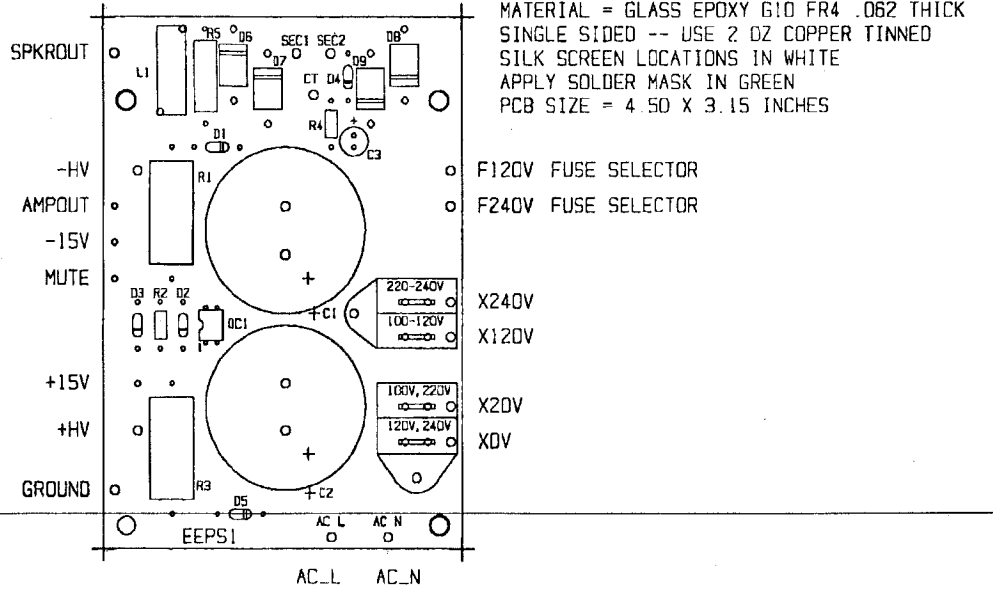 MATERIAL = GLASS EPOXY G10 FR4 .062 THICK
SINGLE SIDED -- USE 2 OZ COPPER TINNED
SILK SCREEN LOCATIONS IN WHITE
APPLY SOLDER MASK IN GREEN
PCB SIZE = 4.50 X 3.15 INCHES
SPKROUT
L1
R5
D6
SEC1 SEC2
D8
D7
CT
D4
D9
R4
+
C3
D1
-HV
R1
F120V FUSE SELECTOR
AMPOUT
F240V FUSE SELECTOR
-15V
MUTE
+
220-240V
X240V
D3 R2 D2
OC1
+C1
100-120V
X120V
1
+15V
100V, 220V
X20V
+HV
120V, 240V
X0V
+
GROUND
R3
+C2
D5
EEPS1
AC L
AC N
AC_L
AC_N